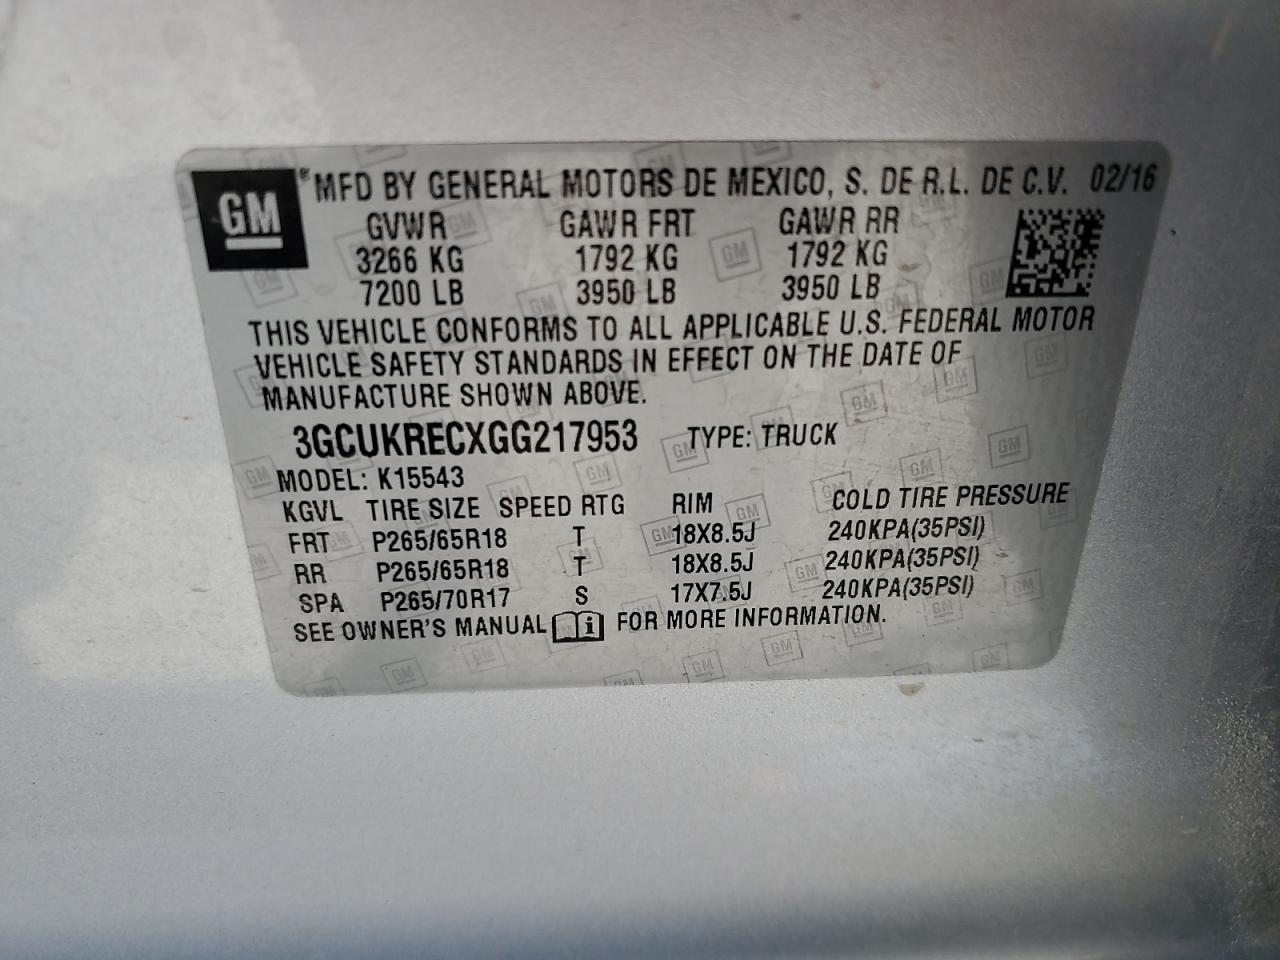 GM
® MFD BY GENERAL MOTORS DE MEXICO, S. DE R.L. DE C.V. 02/16
GVWR GAWR FRT GAWR RR
3266 KG 1792 KG 1792 KG
7200 LB 3950 LB 3950 LB
THIS VEHICLE CONFORMS TO ALL APPLICABLE U.S. FEDERAL MOTOR
VEHICLE SAFETY STANDARDS IN EFFECT ON THE DATE OF
MANUFACTURE SHOWN ABOVE.
3GCUKRECXGG217953 TYPE: TRUCK
MODEL: K15543
KGVL TIRE SIZE SPEED RTG RIM COLD TIRE PRESSURE
FRT P265/65R18 T 18X8.5J 240KPA(35PSI)
RR P265/65R18 T 18X8.5J 240KPA(35PSI)
SPA P265/70R17 S 17X7.5J 240KPA(35PSI)
SEE OWNER'S MANUAL i FOR MORE INFORMATION.